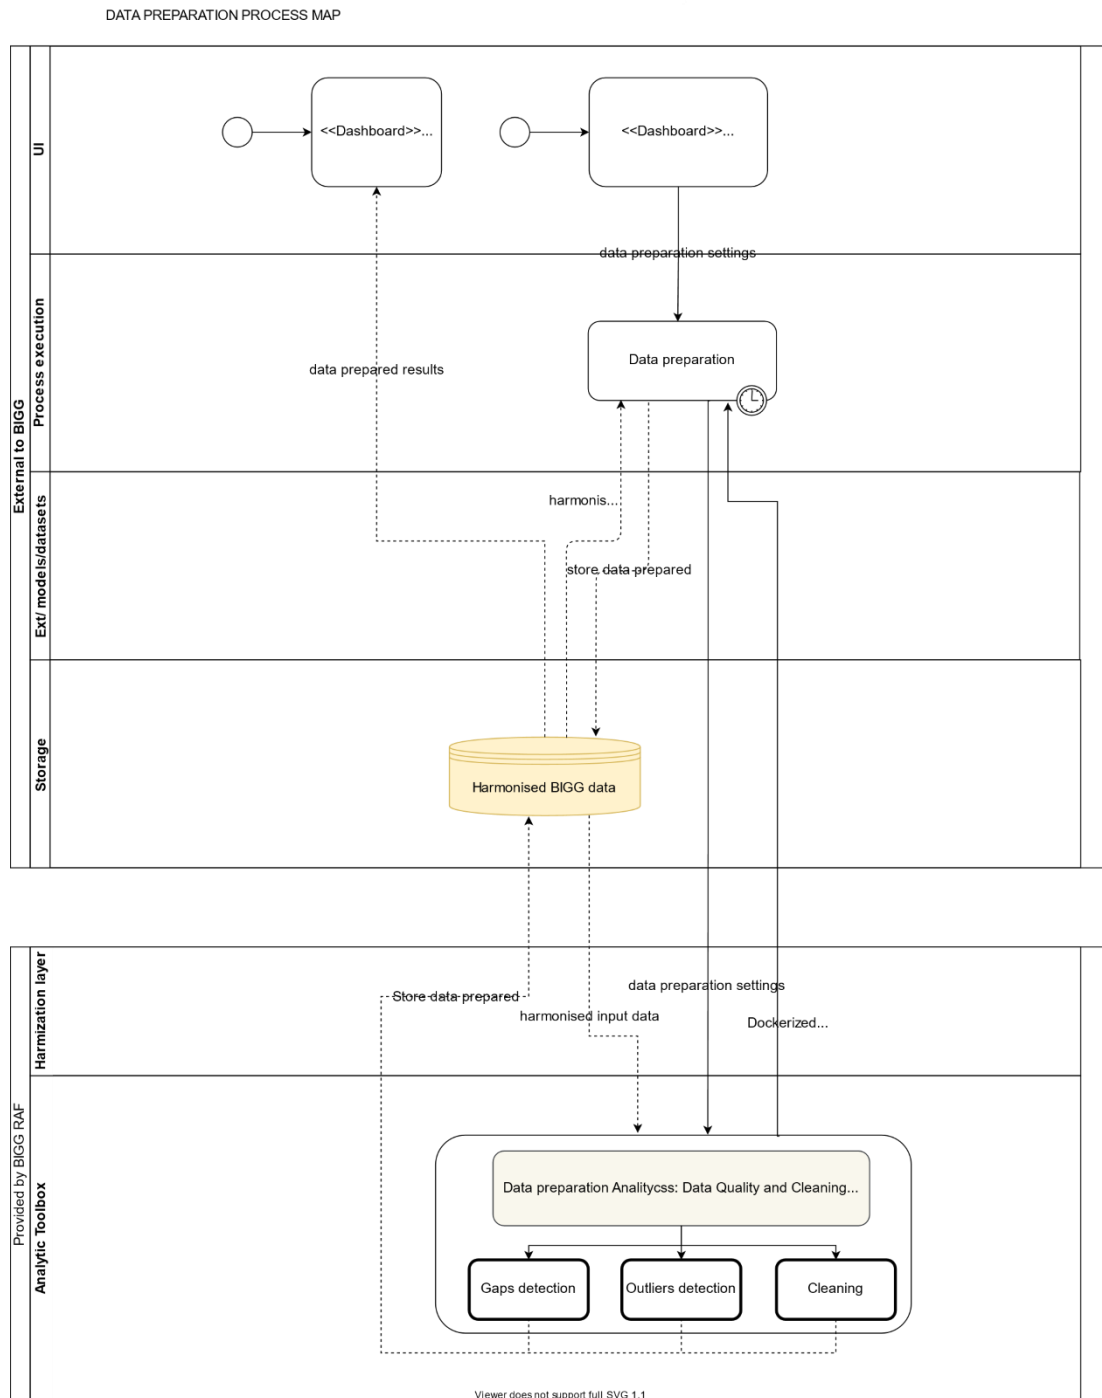 DATA PREPARATION PROCESS MAP
External to BIGG
UI
<<Dashboard>>...
<<Dashboard>>...
data preparation settings
Process execution
Data preparation
data prepared results
Ext/ models/datasets
harmonis...
store data prepared
Storage
Harmonised BIGG data
Provided by BIGG RAF
Harmization layer
Store data prepared
data preparation settings
harmonised input data
Dockerized...
Analytic Toolbox
Data preparation Analitycss: Data Quality and Cleaning...
Gaps detection
Outliers detection
Cleaning
Viewer does not support full SVG 1.1